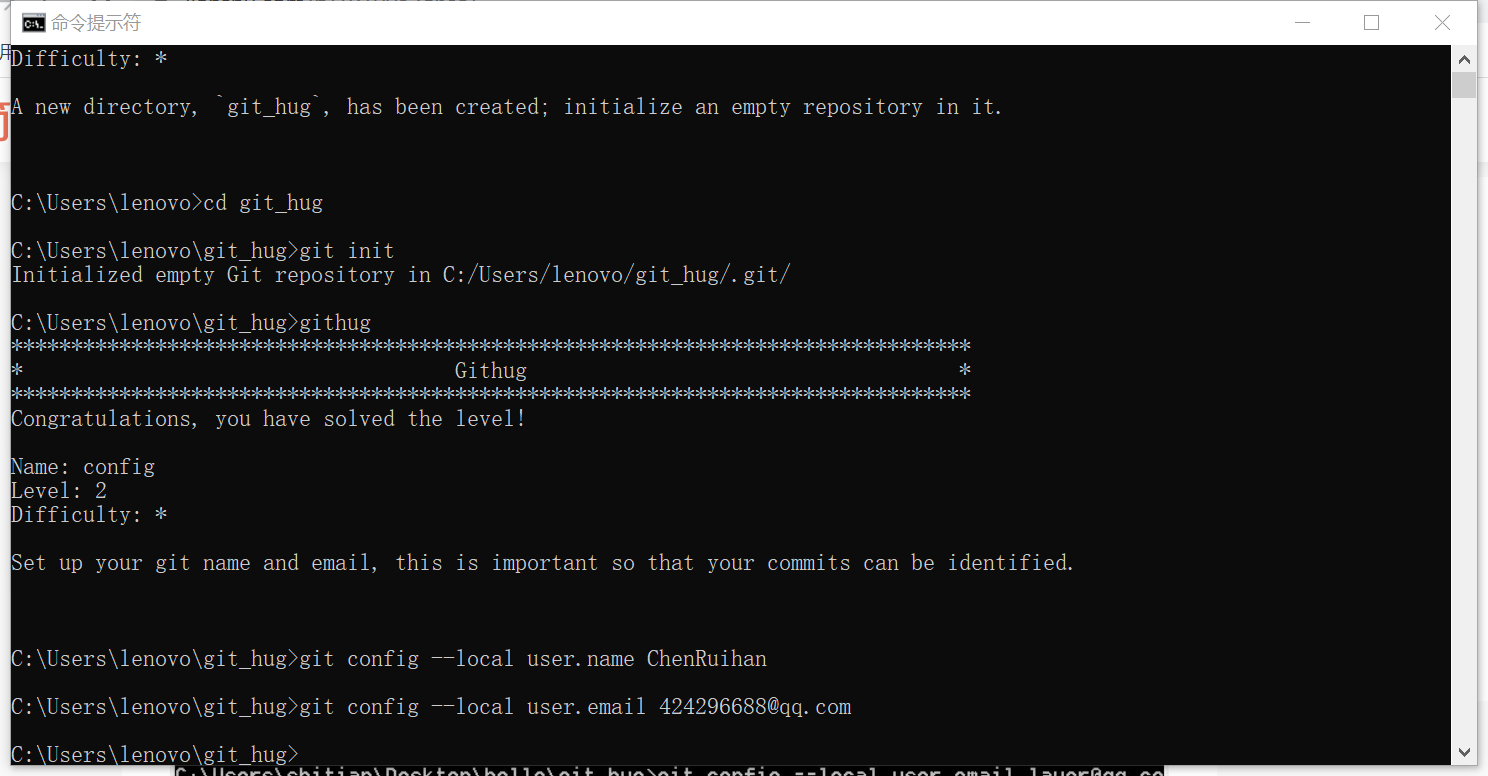 命令提示符
Difficulty: *
A new directory, `git_hug`, has been created; initialize an empty repository in it.
C:\Users\lenovo>cd git_hug
C:\Users\lenovo\git_hug>git init
Initialized empty Git repository in C:/Users/lenovo/git_hug/.git/
C:\Users\lenovo\git_hug>githug
********************************************************************************
*                                    Githug                                    *
********************************************************************************
Congratulations, you have solved the level!
Name: config
Level: 2
Difficulty: *
Set up your git name and email, this is important so that your commits can be identified.
C:\Users\lenovo\git_hug>git config --local user.name ChenRuihan
C:\Users\lenovo\git_hug>git config --local user.email 424296688@qq.com
C:\Users\lenovo\git_hug>